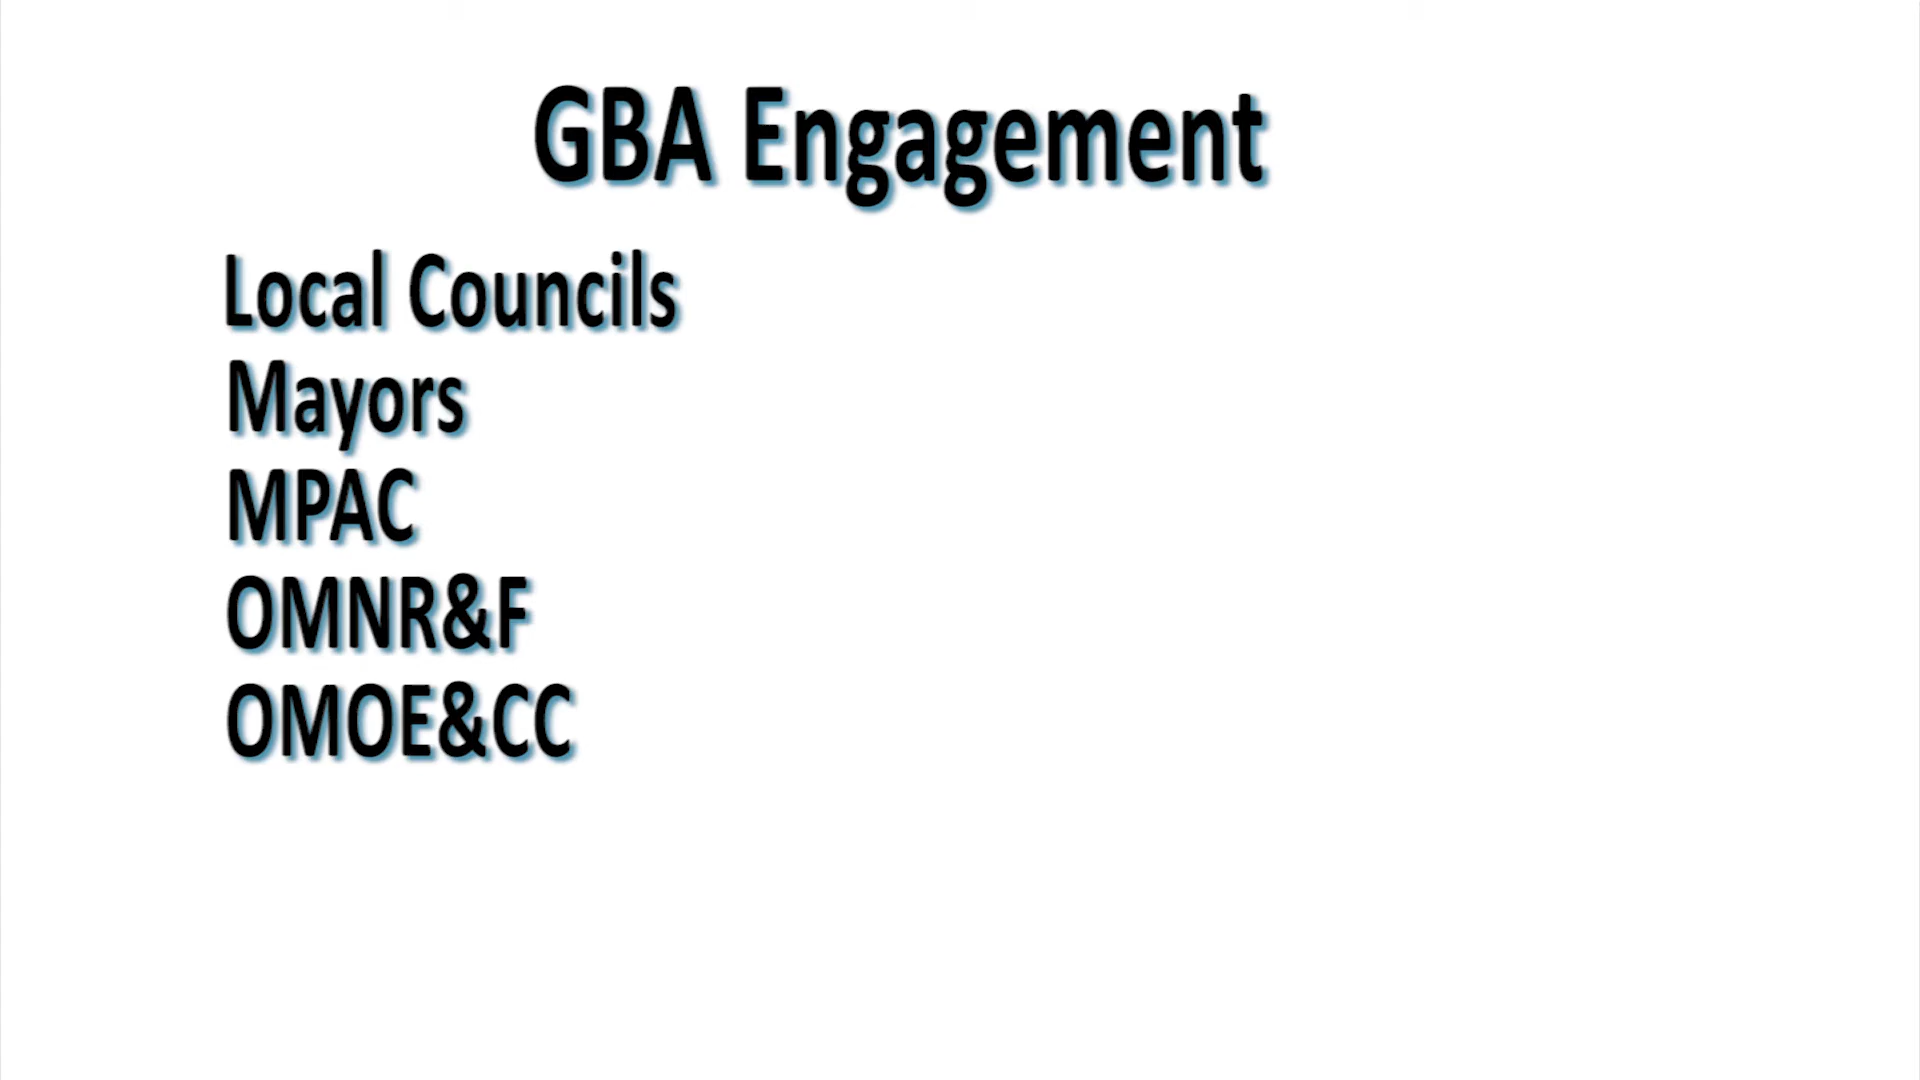 GBA Engagement
Local Councils
Mayors
MPAC
OMNR&F
OMOE&CC